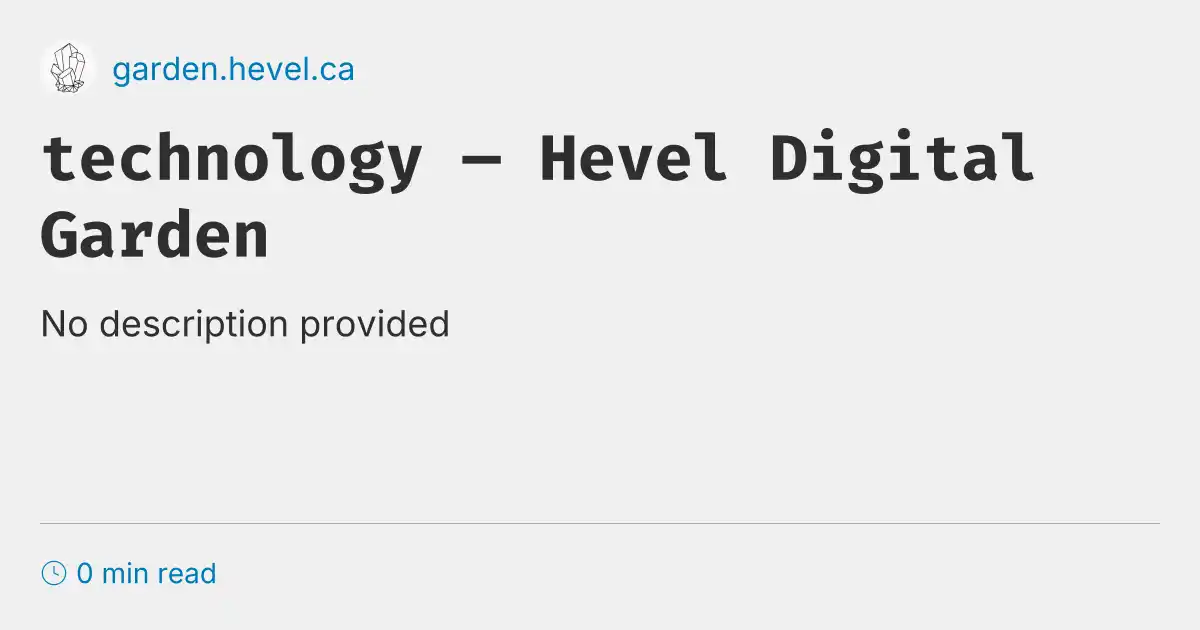 garden.hevel.ca
technology — Hevel Digital
Garden
No description provided
0 min read